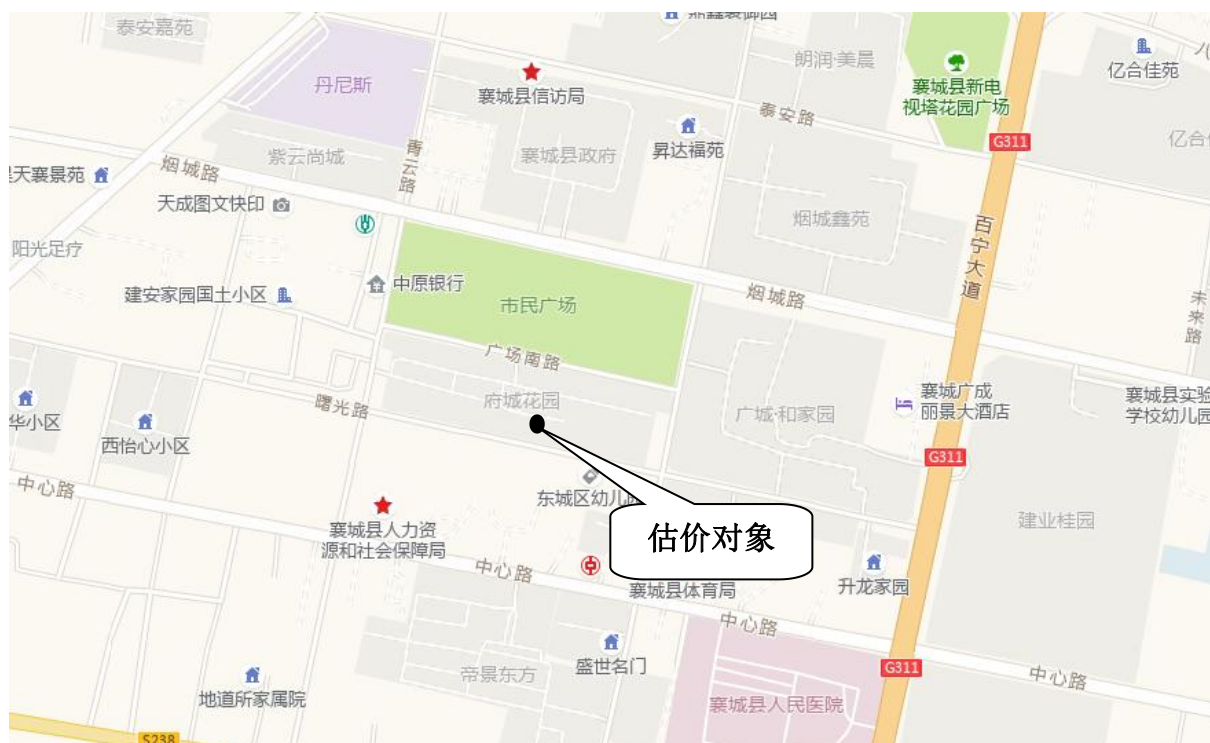 泰安嘉苑
朗润·美晨
亿合佳苑
丹尼斯
襄城县信访局
襄城县新电
视塔花园广场
泰安路
G311
昇达福苑
襄城县政府
紫云尚城
青云路
烟城路
天襄景苑
天成图文快印
烟城鑫苑
百宁大道
阳光足疗
中原银行
建安家园国土小区
市民广场
烟城路
未来路
广场南路
府城花园
曙光路
华小区
西怡心小区
广城·和家园
襄城广成
丽景大酒店
襄城县实验
学校幼儿园
G311
中心路
东城区幼儿园
襄城县人力资
源和社会保障局
估价对象
建业桂园
中心路
襄城县体育局
升龙家园
中心路
盛世名门
帝景东方
G311
中心路
地道所家属院
襄城县人民医院
S238